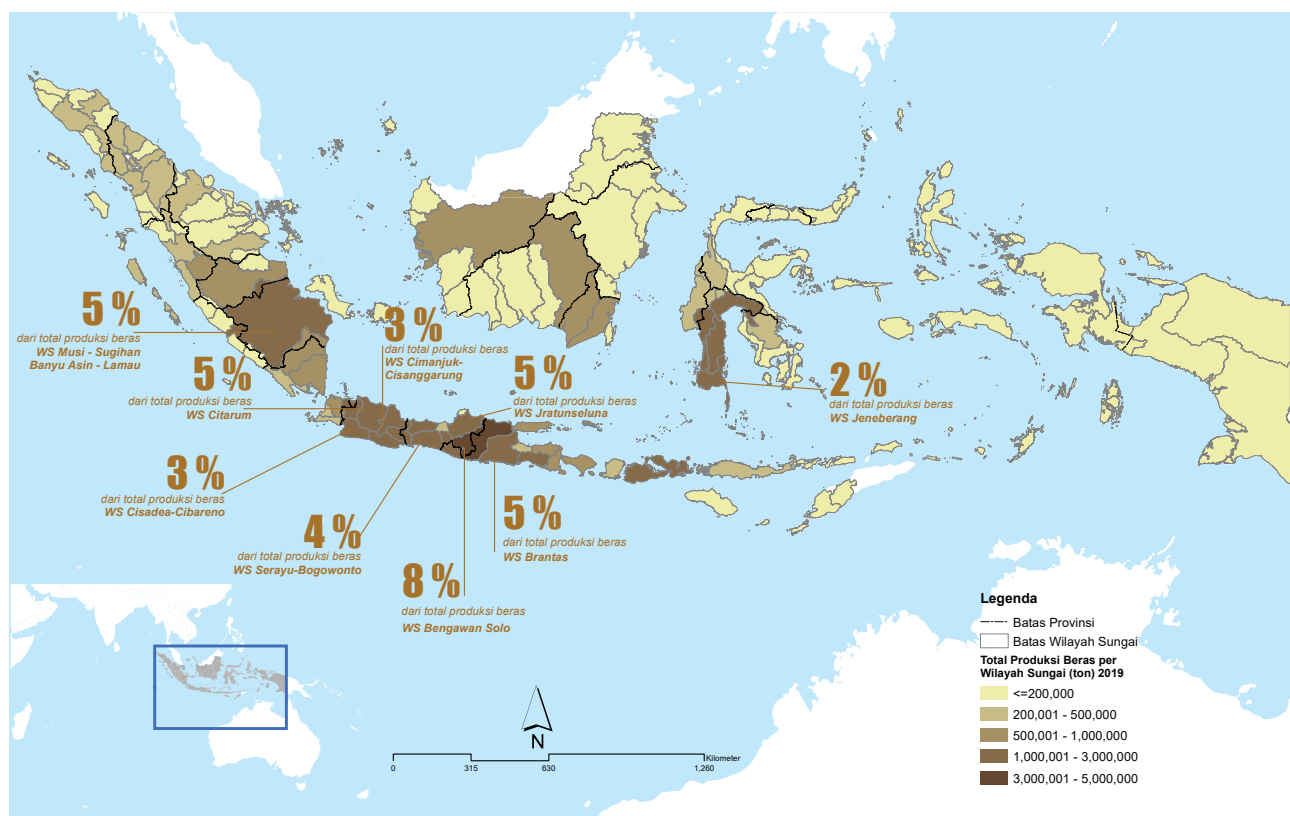 5 %
dari total produksi beras
WS Musi - Sugihan
Banyu Asin - Lamau
3 %
dari total produksi beras
WS Cimanjuk-
Cisanggarung
5 %
dari total produksi beras
WS Citarum
5 %
dari total produksi beras
WS Jratunseluna
2 %
dari total produksi beras
WS Jeneberang
3 %
dari total produksi beras
WS Cisadea-Cibareno
4 %
dari total produksi beras
WS Serayu-Bogowonto
5 %
dari total produksi beras
WS Brantas
8 %
dari total produksi beras
WS Bengawan Solo
Legenda
Batas Provinsi
Batas Wilayah Sungai
Total Produksi Beras per
Wilayah Sungai (ton) 2019
<=200,000
200,001 - 500,000
500,001 - 1,000,000
1,000,001 - 3,000,000
3,000,001 - 5,000,000
N
Kilometer
0 315 630 1,260